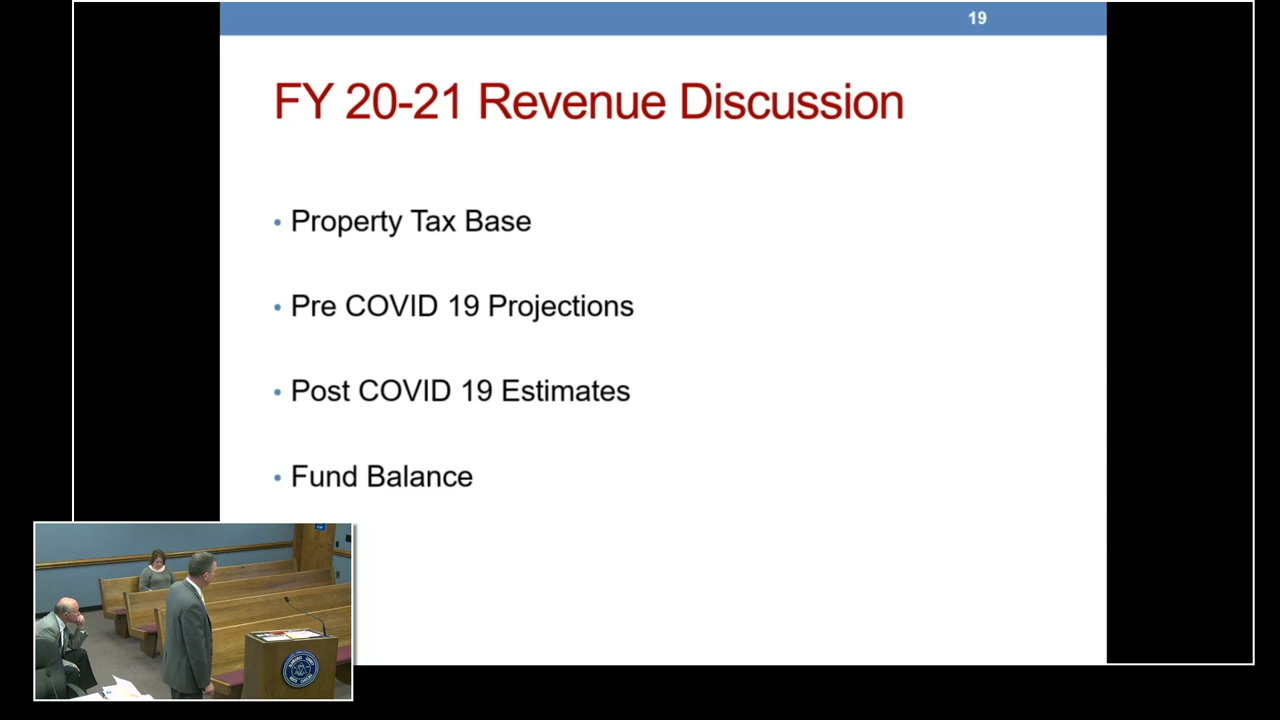 19
FY 20-21 Revenue Discussion
• Property Tax Base
• Pre COVID 19 Projections
• Post COVID 19 Estimates
• Fund Balance